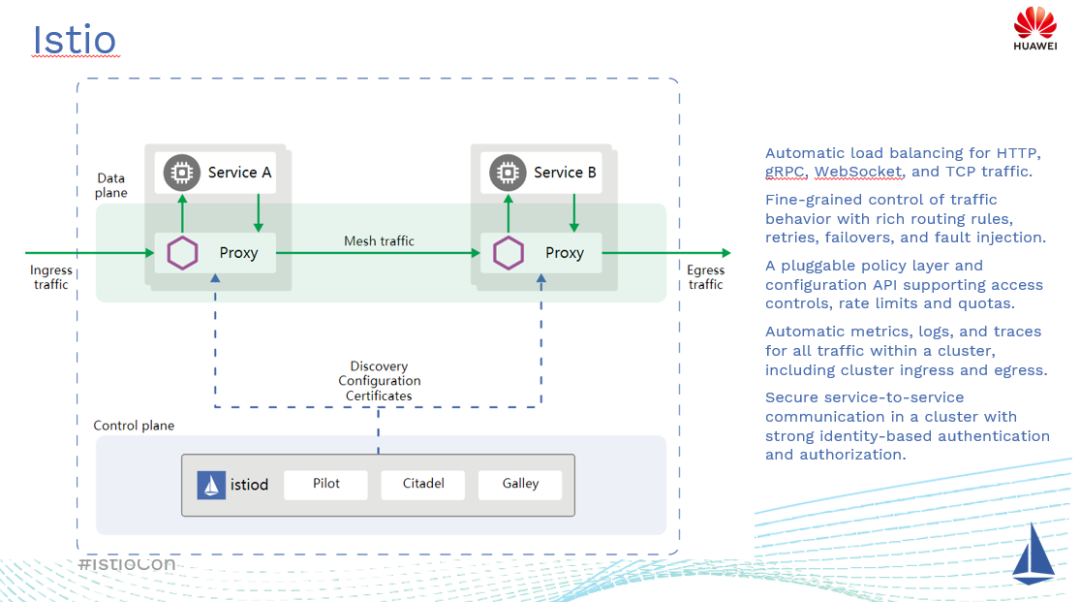 Istio
HUAWEI
Data
plane
Service A
Service B
Proxy
Mesh traffic
Proxy
Ingress
traffic
Egress
traffic
Discovery
Configuration
Certificates
Control plane
istiod
Pilot
Citadel
Galley
Automatic load balancing for HTTP,
gRPC, WebSocket, and TCP traffic.
Fine-grained control of traffic
behavior with rich routing rules,
retries, failovers, and fault injection.
A pluggable policy layer and
configuration API supporting access
controls, rate limits and quotas.
Automatic metrics, logs, and traces
for all traffic within a cluster,
including cluster ingress and egress.
Secure service-to-service
communication in a cluster with
strong identity-based authentication
and authorization.
#IstioCon